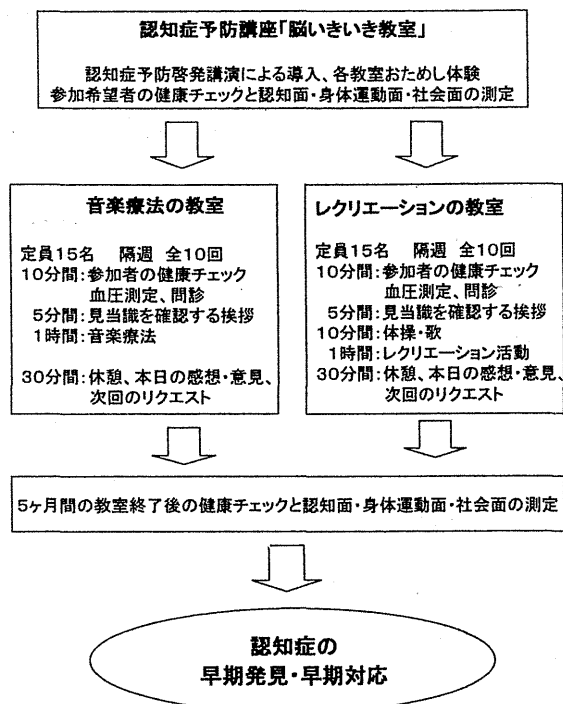 認知症予防講座「脳いきいき教室」
認知症予防啓発講演による導入、各教室おためし体験
参加希望者の健康チェックと認知面・身体運動面・社会面の測定
音楽療法の教室
定員15名 隔週 全10回
10分間:参加者の健康チェック
血圧測定、問診
5分間:見当識を確認する挨拶
1時間:音楽療法
30分間:休憩、本日の感想・意見、
次回のリクエスト
レクリエーションの教室
定員15名 隔週 全10回
10分間:参加者の健康チェック
血圧測定、問診
5分間:見当識を確認する挨拶
10分間:体操・歌
1時間:レクリエーション活動
30分間:休憩、本日の感想・意見、
次回のリクエスト
5ヶ月間の教室終了後の健康チェックと認知面・身体運動面・社会面の測定
認知症の
早期発見・早期対応